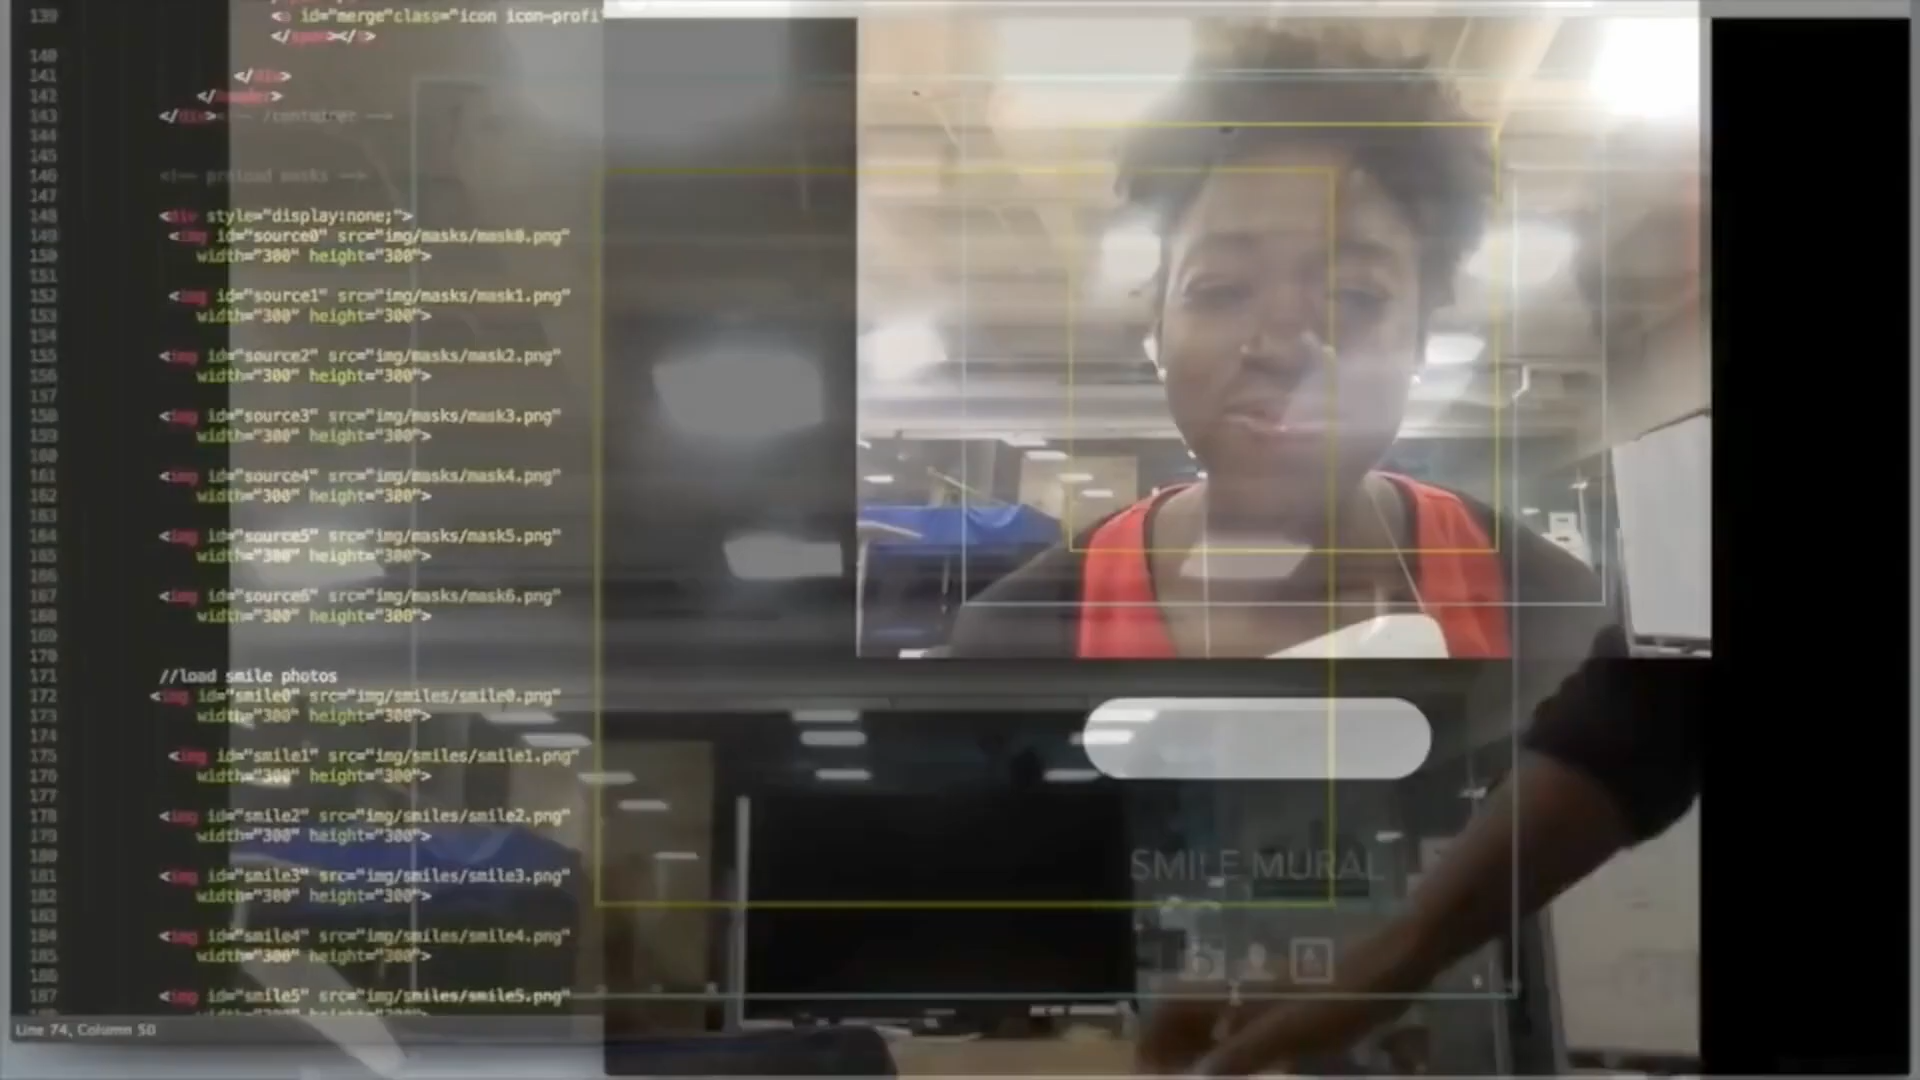 139 <a id="merge"class="icon icon-profi
</span></a>
140
141 </div>
142 </header>
143 </div><!-- /container -->
144
145
146 <!-- preload masks -->
147
148 <div style="display:none;">
149 <img id="source0" src="img/masks/mask0.png"
150 width="300" height="300">
151
152 <img id="source1" src="img/masks/mask1.png"
153 width="300" height="300">
154
155 <img id="source2" src="img/masks/mask2.png"
156 width="300" height="300">
157
158 <img id="source3" src="img/masks/mask3.png"
159 width="300" height="300">
160
161 <img id="source4" src="img/masks/mask4.png"
162 width="300" height="300">
163
164 <img id="source5" src="img/masks/mask5.png"
165 width="300" height="300">
166
167 <img id="source6" src="img/masks/mask6.png"
168 width="300" height="300">
169
170
171 //load smile photos
172 <img id="smile0" src="img/smiles/smile0.png"
173 width="300" height="300">
174
175 <img id="smile1" src="img/smiles/smile1.png"
176 width="300" height="300">
177
178 <img id="smile2" src="img/smiles/smile2.png"
179 width="300" height="300">
180
181 <img id="smile3" src="img/smiles/smile3.png"
182 width="300" height="300">
183
184 <img id="smile4" src="img/smiles/smile4.png"
185 width="300" height="300">
186
187 <img id="smile5" src="img/smiles/smile5.png"
Line 74, Column 50
SMILE MURAL